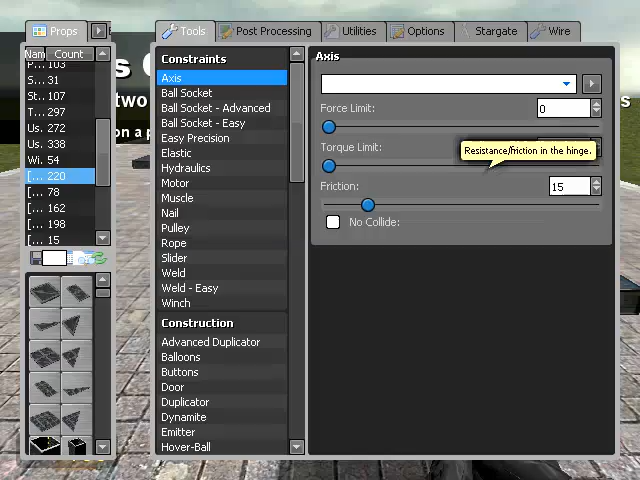 Props
Tools
Post Processing
Utilities
Options
Stargate
Wire
Nam
Count
P... 103
S... 31
St... 107
T... 297
Us. 272
Us. 338
Wi. 54
[... 220
[... 78
[... 162
[... 198
[... 15
Constraints
Axis
Ball Socket
Ball Socket - Advanced
Ball Socket - Easy
Easy Precision
Elastic
Hydraulics
Motor
Muscle
Nail
Pulley
Rope
Slider
Weld
Weld - Easy
Winch
Construction
Advanced Duplicator
Balloons
Buttons
Door
Duplicator
Dynamite
Emitter
Hover-Ball
Axis
Force Limit:
0
Torque Limit:
Resistance/friction in the hinge.
Friction:
15
No Collide:
two
on a p
s